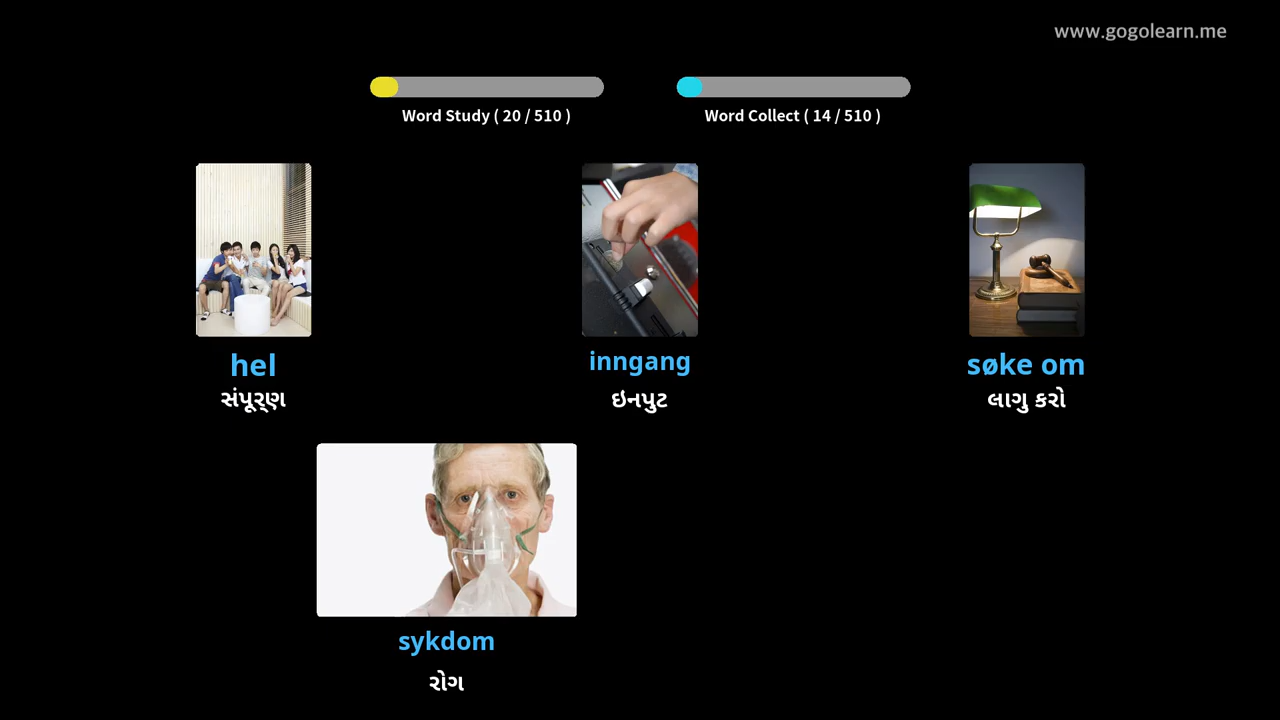 www.gogolearn.me
Word Study ( 20 / 510 )
Word Collect ( 14 / 510 )
hel
inngang
søke om
સંપૂર્ણ
ઇનપુટ
લાગુ કરો
sykdom
રોગ